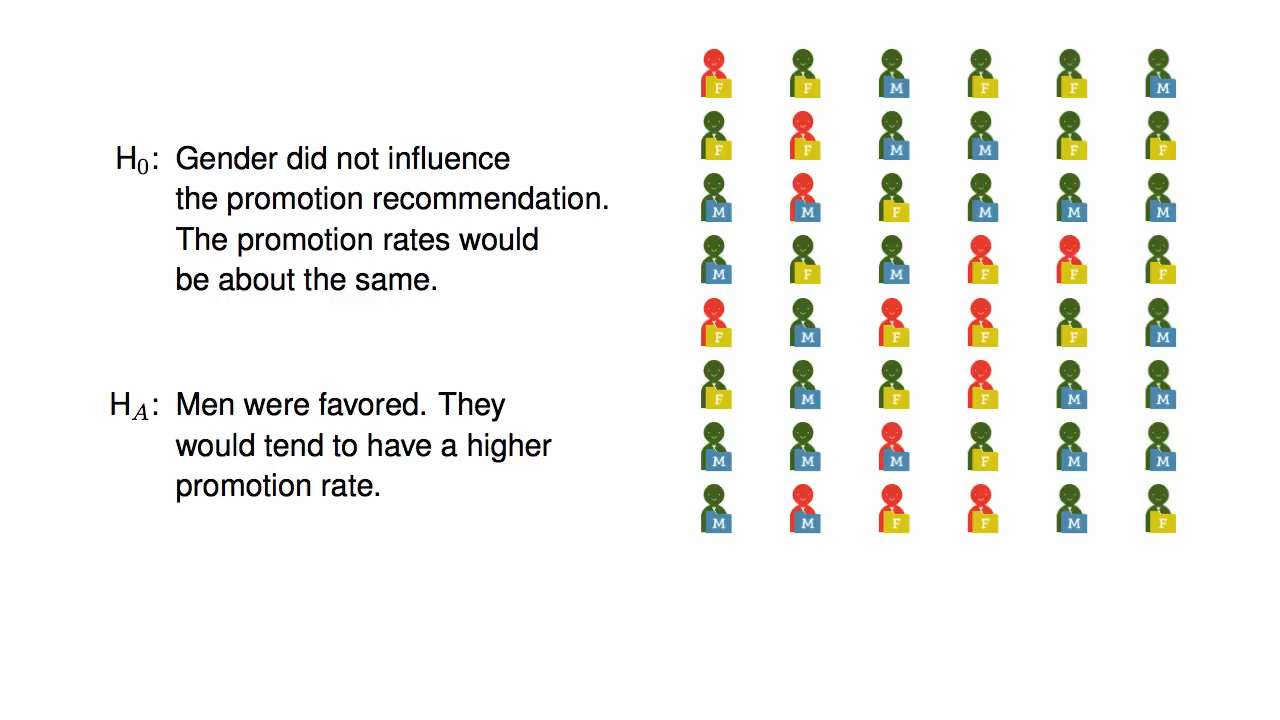 H0: Gender did not influence
the promotion recommendation.
The promotion rates would
be about the same.
HA: Men were favored. They
would tend to have a higher
promotion rate.
F F M F F M
F F M M F F
M M F M M M
M F M F F F
F M F F F M
F M F F M M
M M M F M M
M M F F M F